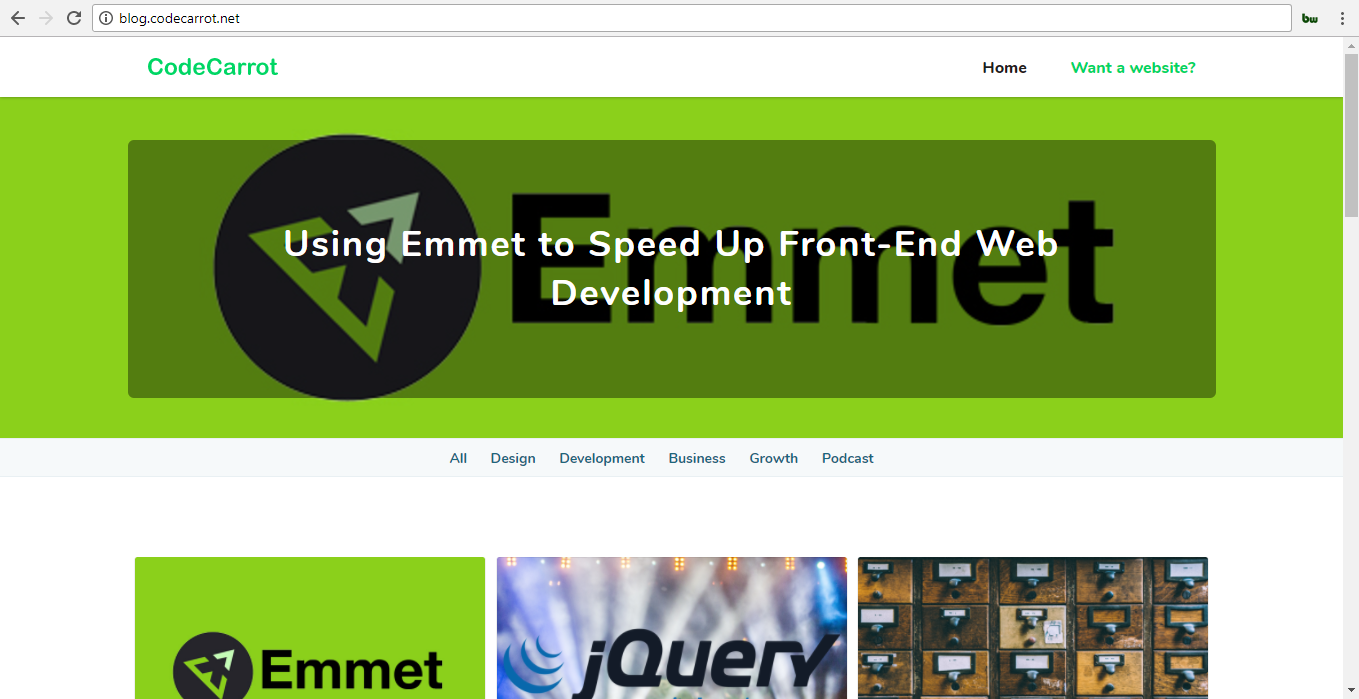 blog.codecarrot.net
bw
CodeCarrot
Home
Want a website?
Emmet
Using Emmet to Speed Up Front-End Web
Development
All
Design
Development
Business
Growth
Podcast
Emmet
jQuery